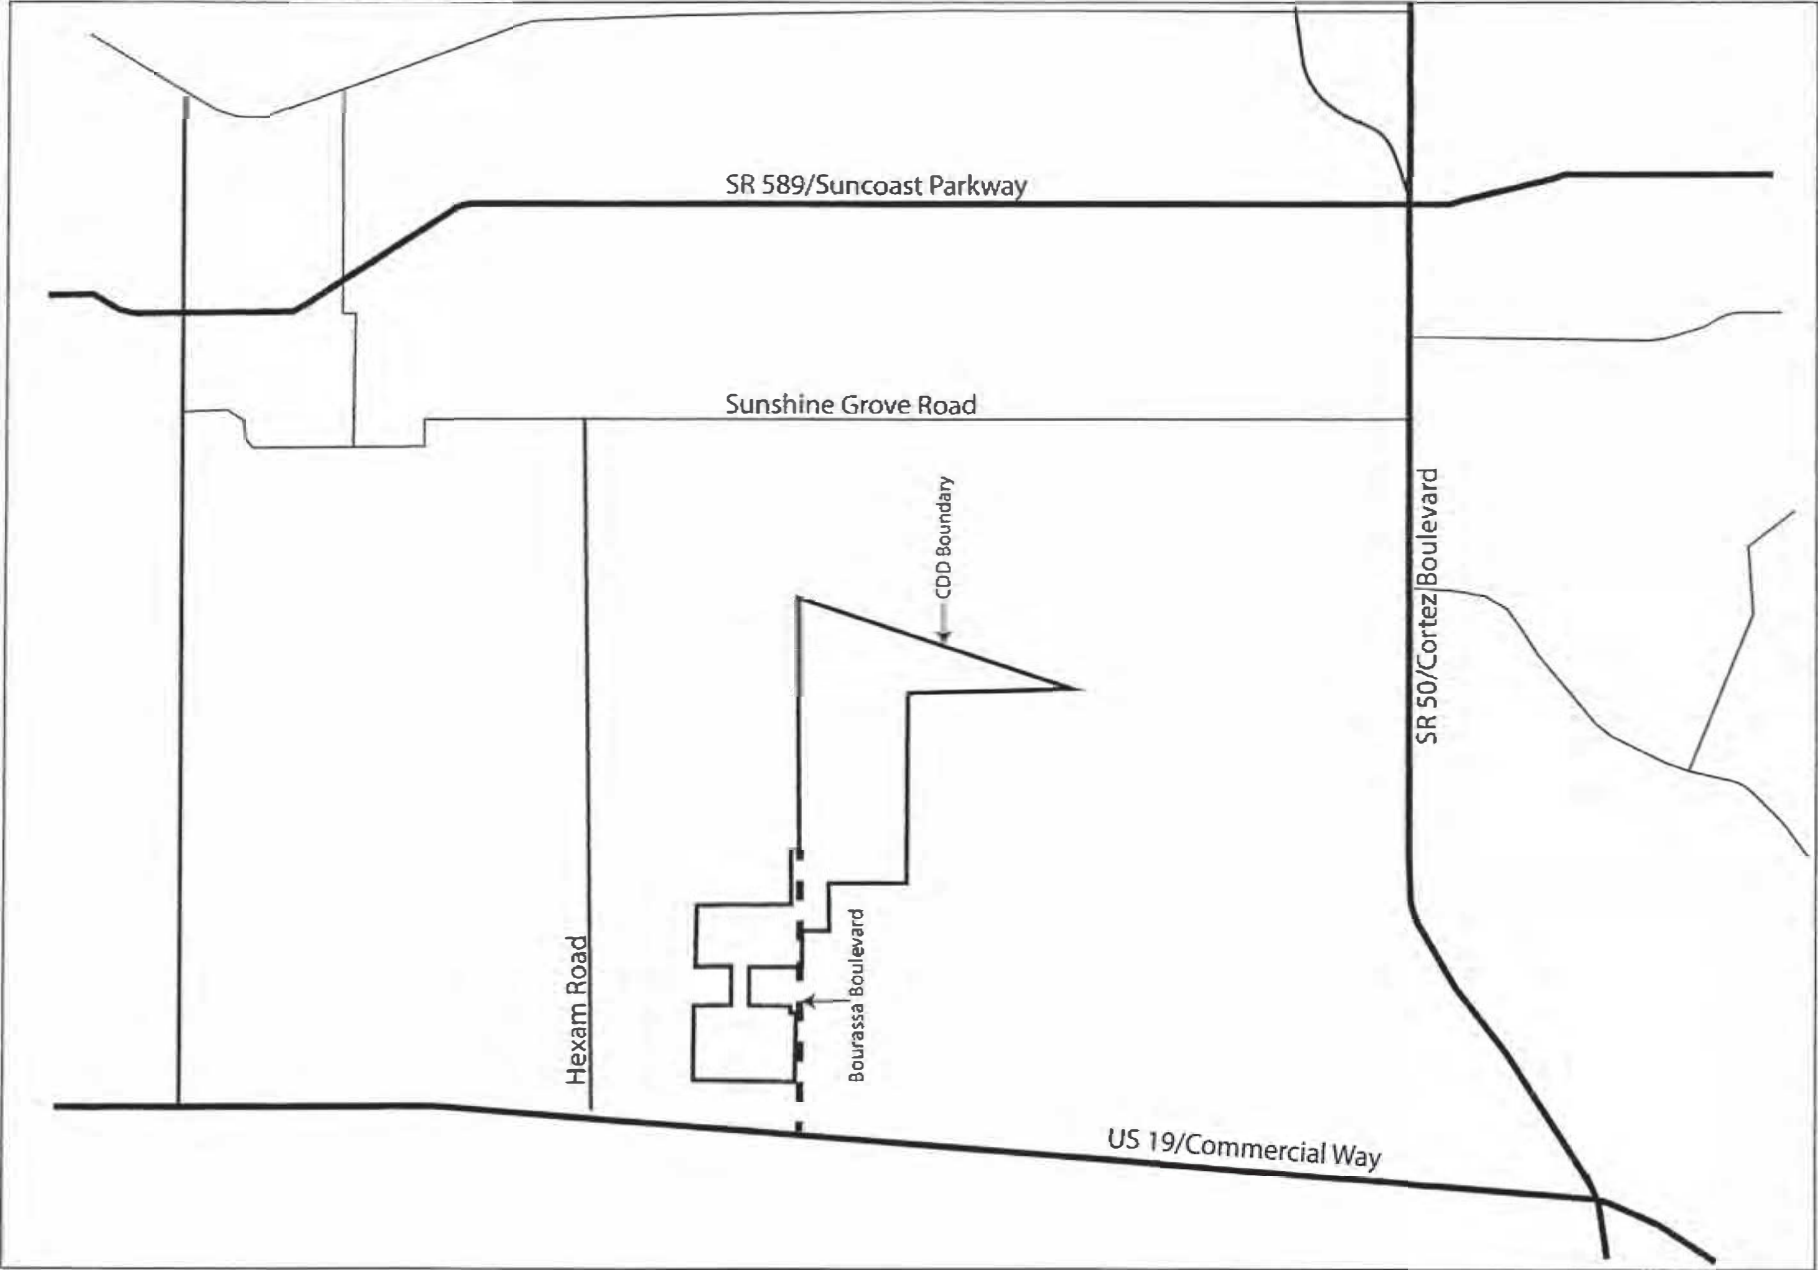 SR 589/Suncoast Parkway
Sunshine Grove Road
CDD Boundary
SR 50/Cortez Boulevard
Hexam Road
Bourassa Boulevard
US 19/Commercial Way